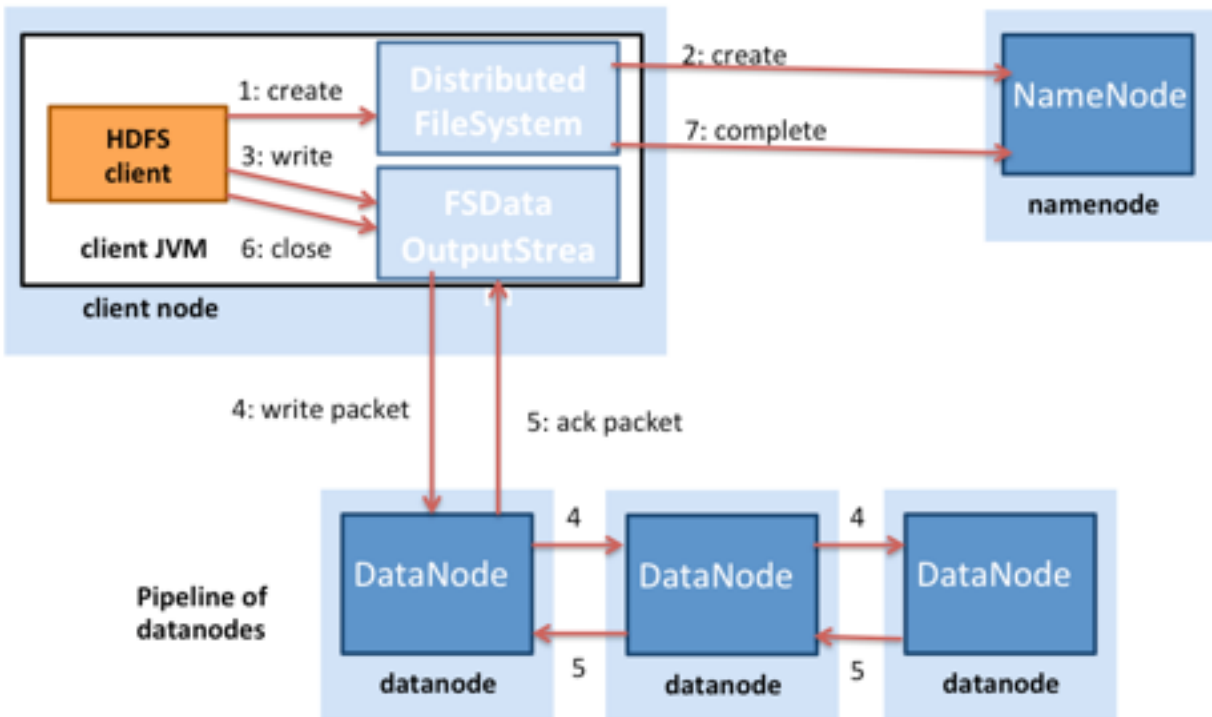 1: create
Distributed
FileSystem
2: create
NameNode
HDFS
client
3: write
7: complete
FSData
OutputStrea
namenode
client JVM
6: close
client node
4: write packet
5: ack packet
4
4
DataNode
DataNode
DataNode
Pipeline of
datanodes
5
5
datanode
datanode
datanode